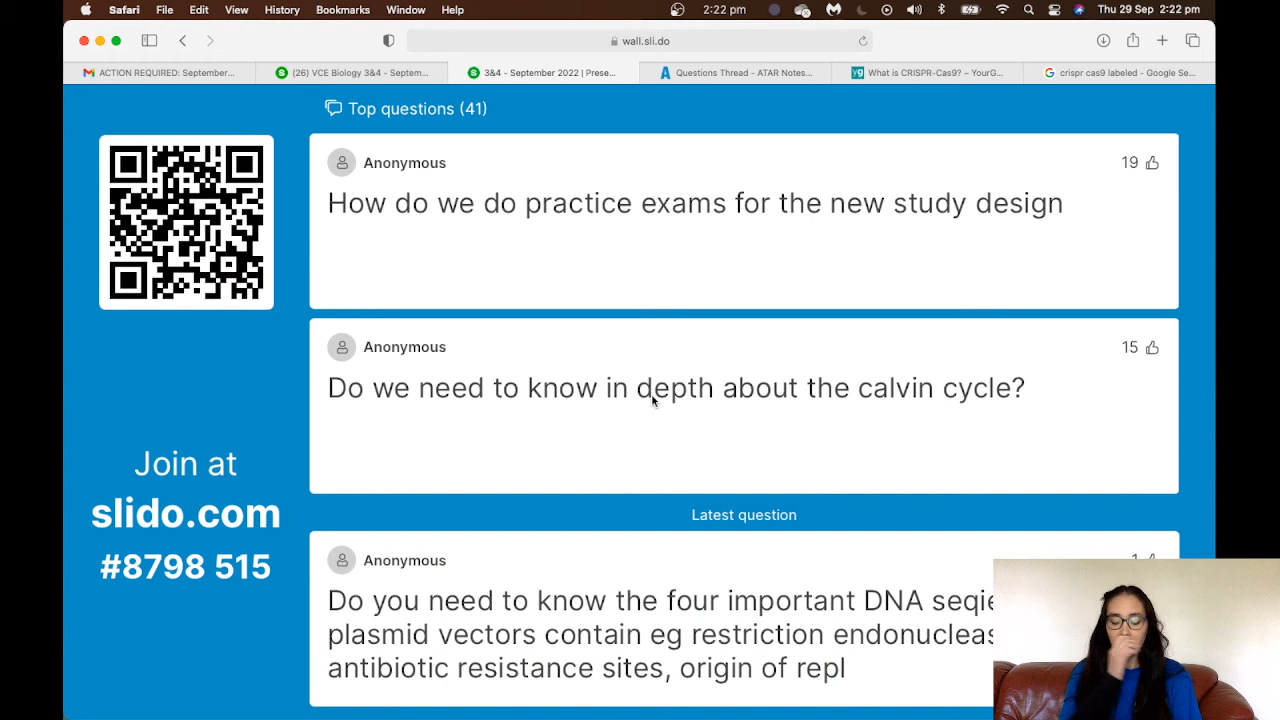 Safari File Edit View History Bookmarks Window Help 2:22 pm Thu 29 Sep 2:22 pm
wall.sli.do
ACTION REQUIRED: September... (26) VCE Biology 3&4 - Septem... 3&4 - September 2022 | Prese... Questions Thread - ATAR Notes... What is CRISPR-Cas9? – YourG... crispr cas9 labeled - Google Se...
Top questions (41)
Anonymous 19
How do we do practice exams for the new study design
Anonymous 15
Do we need to know in depth about the calvin cycle?
Join at
slido.com
#8798 515
Latest question
Anonymous 1
Do you need to know the four important DNA seqie
plasmid vectors contain eg restriction endonucleas
antibiotic resistance sites, origin of repl